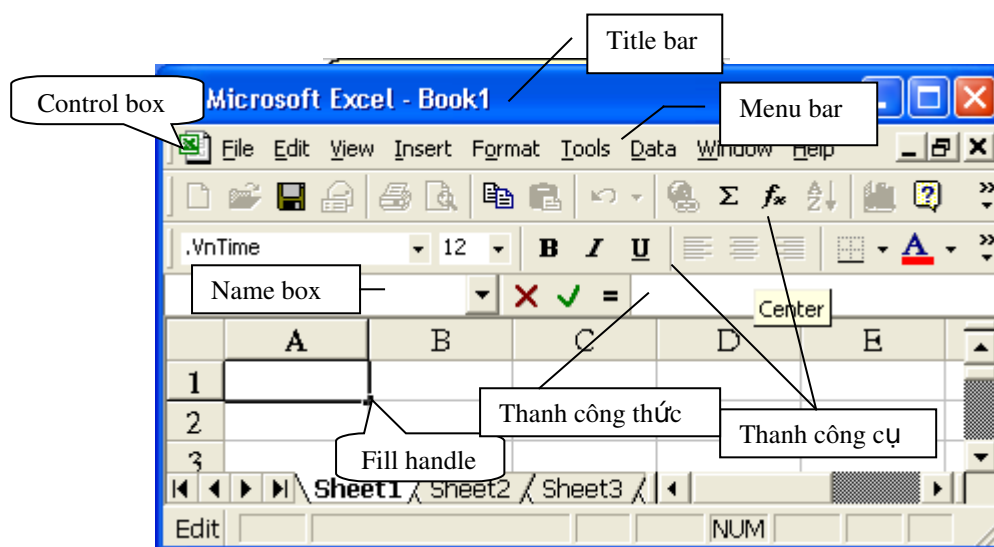 Title bar
Control box
Microsoft Excel - Book1
Menu bar
File Edit View Insert Format Tools Data Window Help
.VnTime 12 B I U A
Name box
=
Center
A B C D E
1
Thanh công thức
2
Thanh công cụ
3
Fill handle
Sheet1 Sheet2 Sheet3
Edit NUM